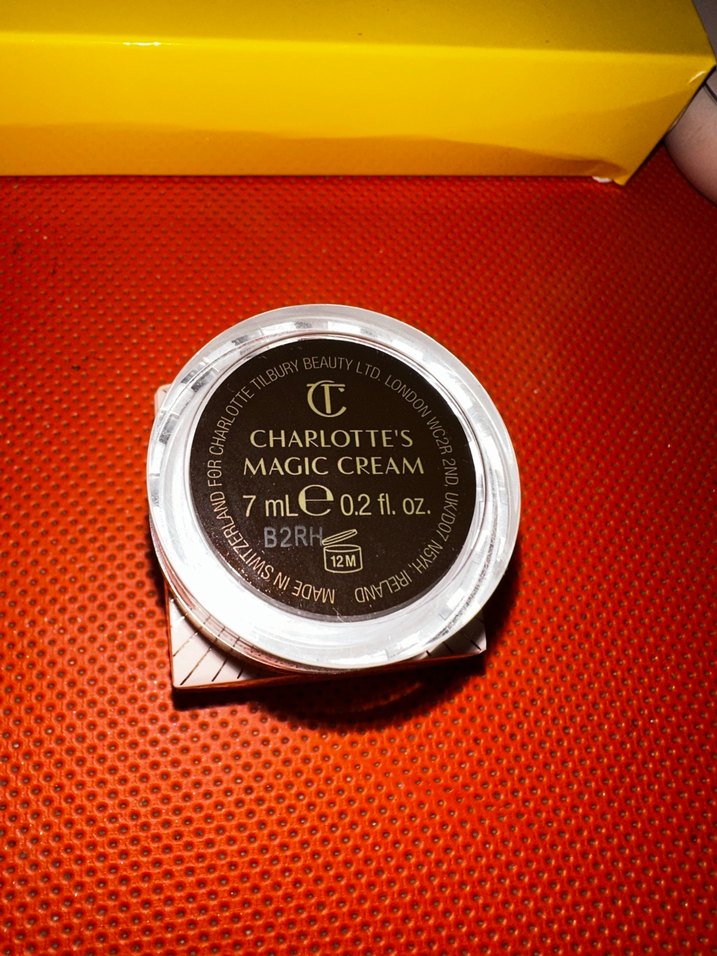 MADE IN SWITZERLAND FOR CHARLOTTE TILBURY BEAUTY LTD. LONDON WC2R 2ND, UK/D07 N5YH, IRELAND
CT
CHARLOTTE'S
MAGIC CREAM
7 mL℮ 0.2 fl. oz.
B2RH
12M